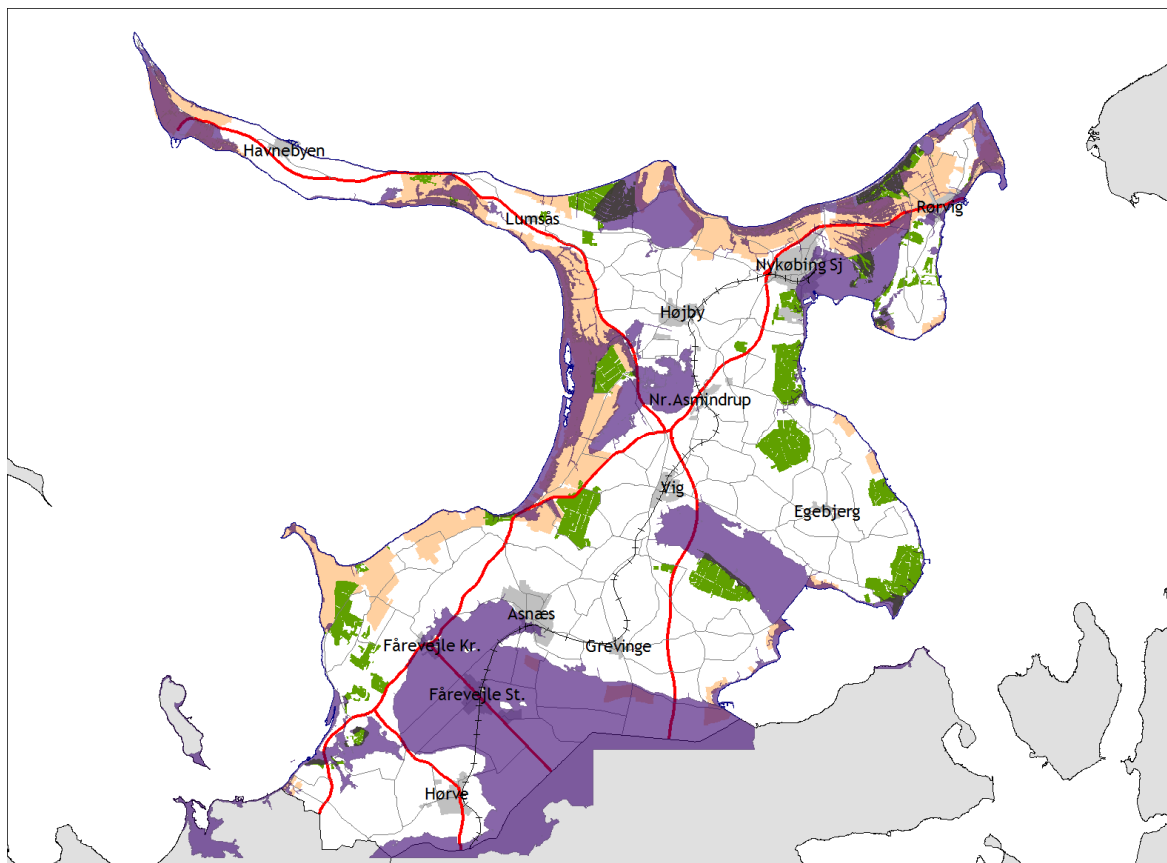 Havnebyen
Lumsås
Rørvig
Nykøbing Sj
Højby
Nr.Asmindrup
Vig
Egebjerg
Asnæs
Fårevejle Kr.
Grevinge
Fårevejle St.
Hørve